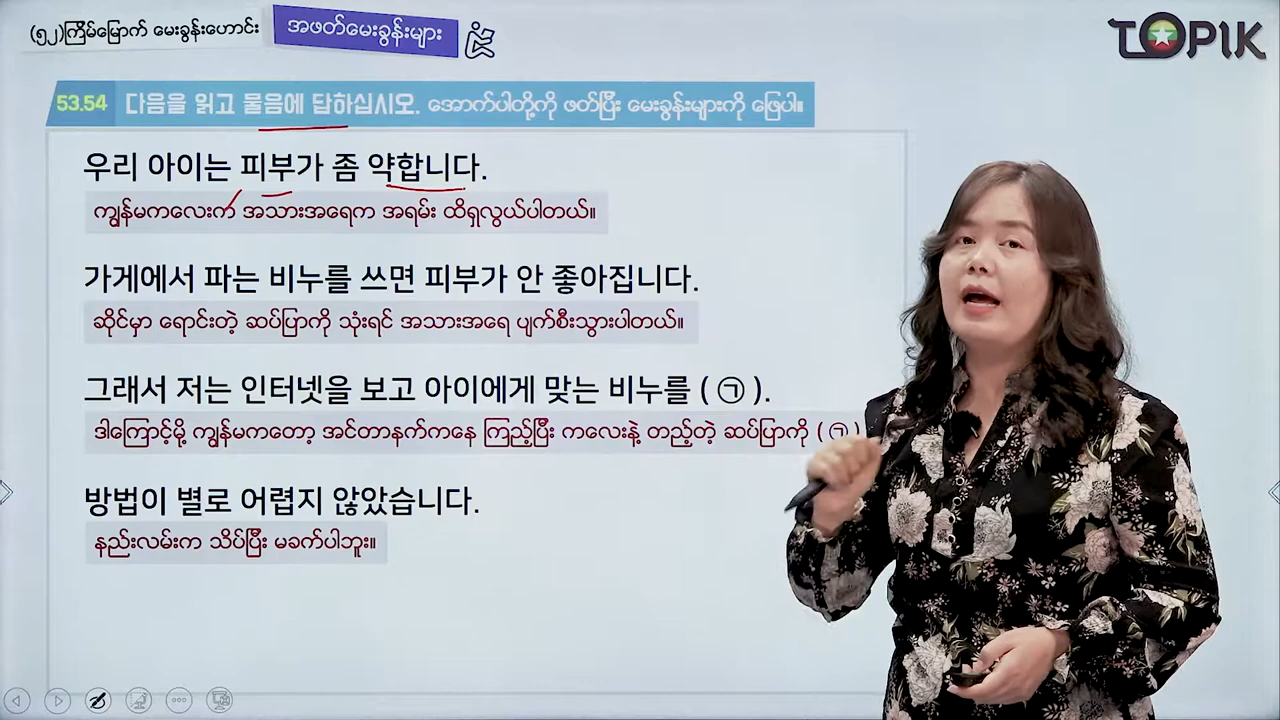 (၅၂)ကြိမ်မြောက် မေးခွန်းဟောင်း
အဖတ်မေးခွန်းများ
TOPIK
53.54 다음을 읽고 물음에 답하십시오. အောက်ပါတို့ကို ဖတ်ပြီး မေးခွန်းများကို ဖြေပါ။
우리 아이는 피부가 좀 약합니다.
ကျွန်မကလေးက အသားအရေက အရမ်း ထိရှလွယ်ပါတယ်။
가게에서 파는 비누를 쓰면 피부가 안 좋아집니다.
ဆိုင်မှာ ရောင်းတဲ့ ဆပ်ပြာကို သုံးရင် အသားအရေ ပျက်စီးသွားပါတယ်။
그래서 저는 인터넷을 보고 아이에게 맞는 비누를 ( ㉠ ).
ဒါကြောင့်မို့ ကျွန်မကတော့ အင်တာနက်ကနေ ကြည့်ပြီး ကလေးနဲ့ တည့်တဲ့ ဆပ်ပြာကို ( ㉠ )
방법이 별로 어렵지 않았습니다.
နည်းလမ်းက သိပ်ပြီး မခက်ပါဘူး။